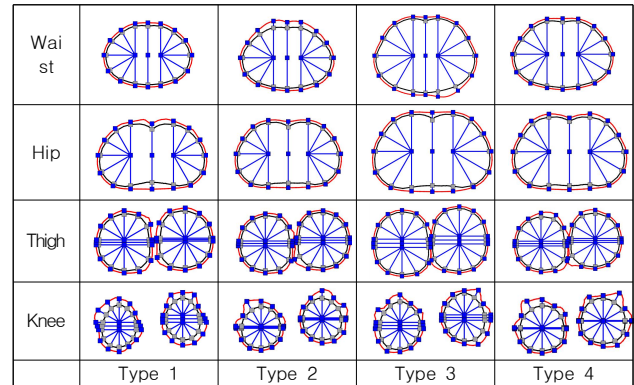 Wai
st
Hip
Thigh
Knee
Type 1 Type 2 Type 3 Type 4